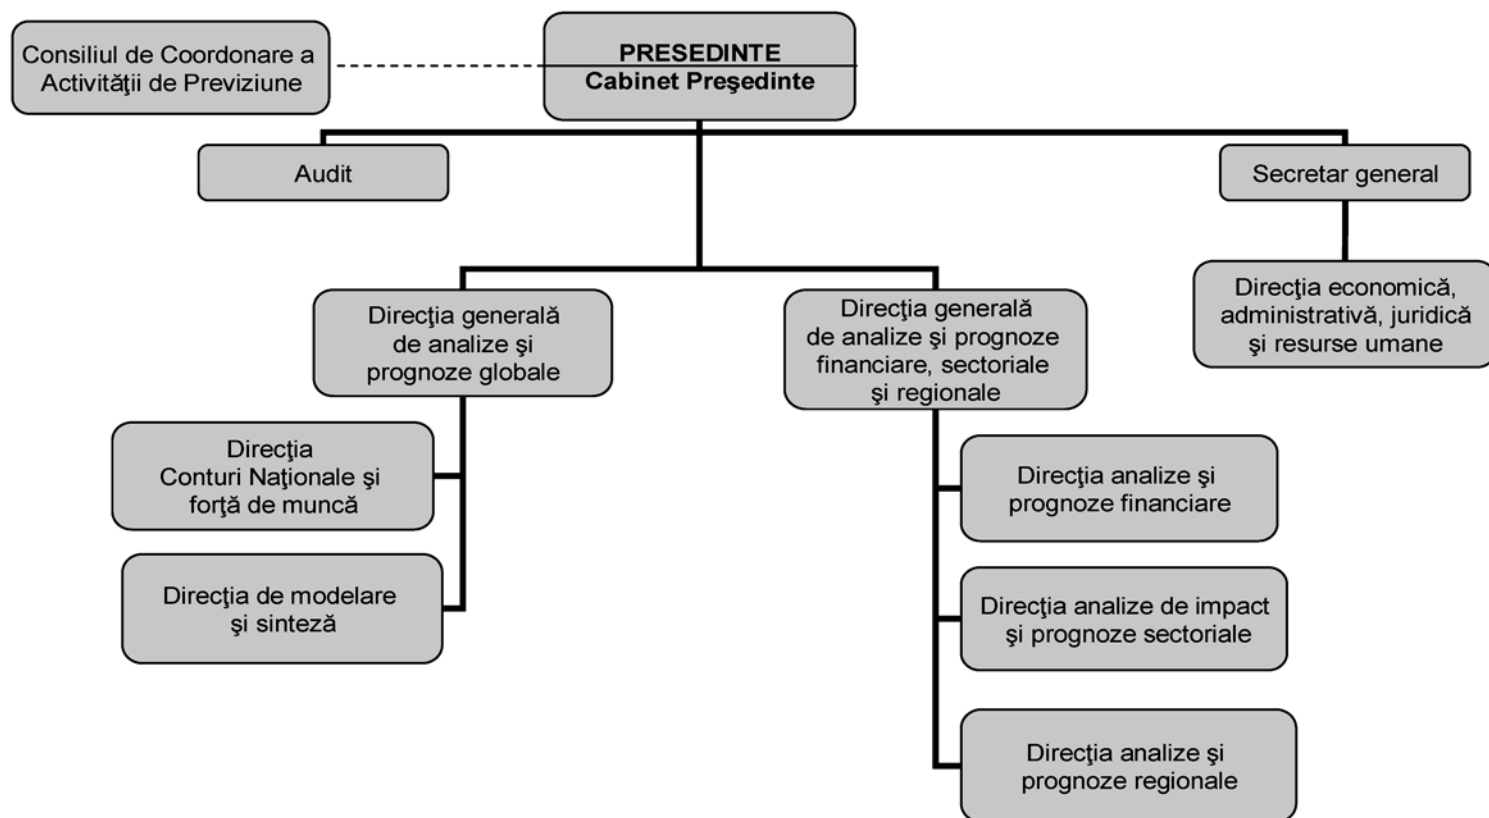 Consiliul de Coordonare a
Activităţii de Previziune
PRESEDINTE
Cabinet Preşedinte
Audit
Secretar general
Direcţia generală
de analize şi
prognoze globale
Direcţia generală
de analize şi prognoze
financiare, sectoriale
şi regionale
Direcţia economică,
administrativă, juridică
şi resurse umane
Direcţia
Conturi Naţionale şi
forţă de muncă
Direcţia de modelare
şi sinteză
Direcţia analize şi
prognoze financiare
Direcţia analize de impact
şi prognoze sectoriale
Direcţia analize şi
prognoze regionale